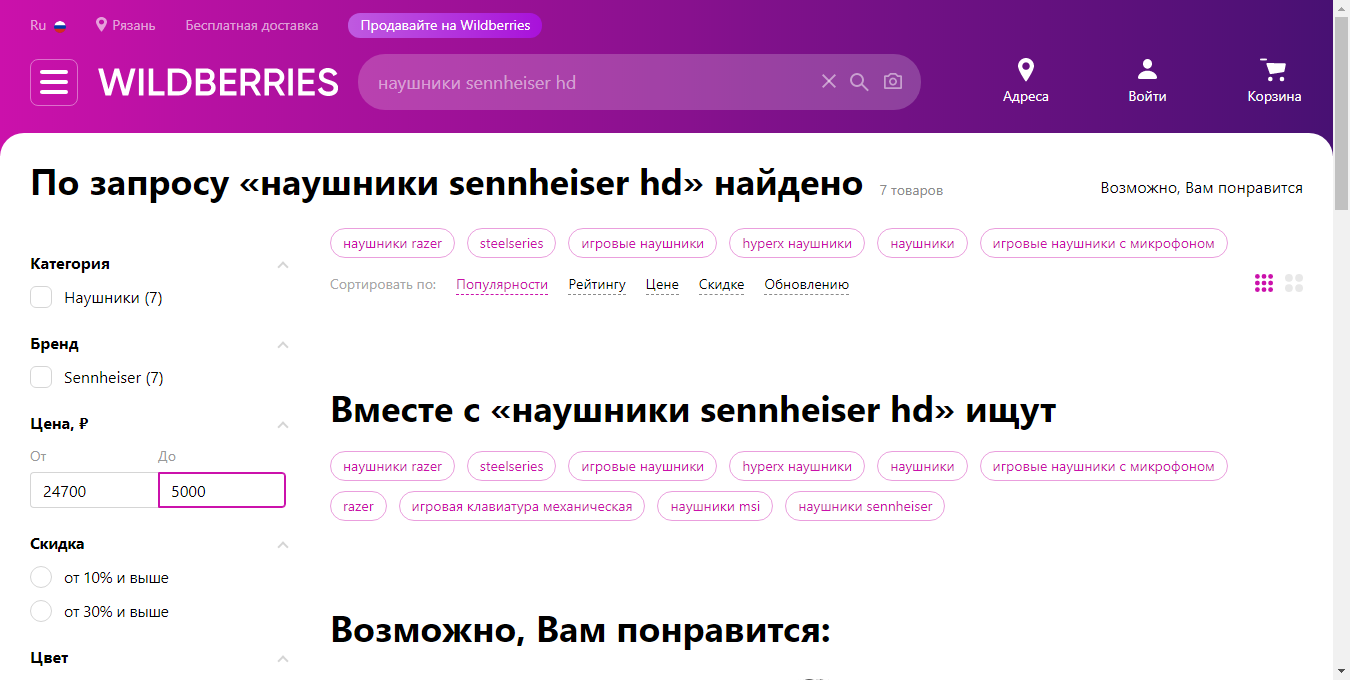 Ru
Рязань
Бесплатная доставка
Продавайте на Wildberries
WILDBERRIES
наушники sennheiser hd
Адреса
Войти
Корзина
По запросу «наушники sennheiser hd» найдено 7 товаров
Возможно, Вам понравится
наушники razer
steelseries
игровые наушники
hyperx наушники
наушники
игровые наушники с микрофоном
Сортировать по: Популярности Рейтингу Цене Скидке Обновлению
Категория
Наушники (7)
Бренд
Sennheiser (7)
Цена, ₽
От До
24700 5000
Скидка
от 10% и выше
от 30% и выше
Цвет
Вместе с «наушники sennheiser hd» ищут
наушники razer
steelseries
игровые наушники
hyperx наушники
наушники
игровые наушники с микрофоном
razer
игровая клавиатура механическая
наушники msi
наушники sennheiser
Возможно, Вам понравится: